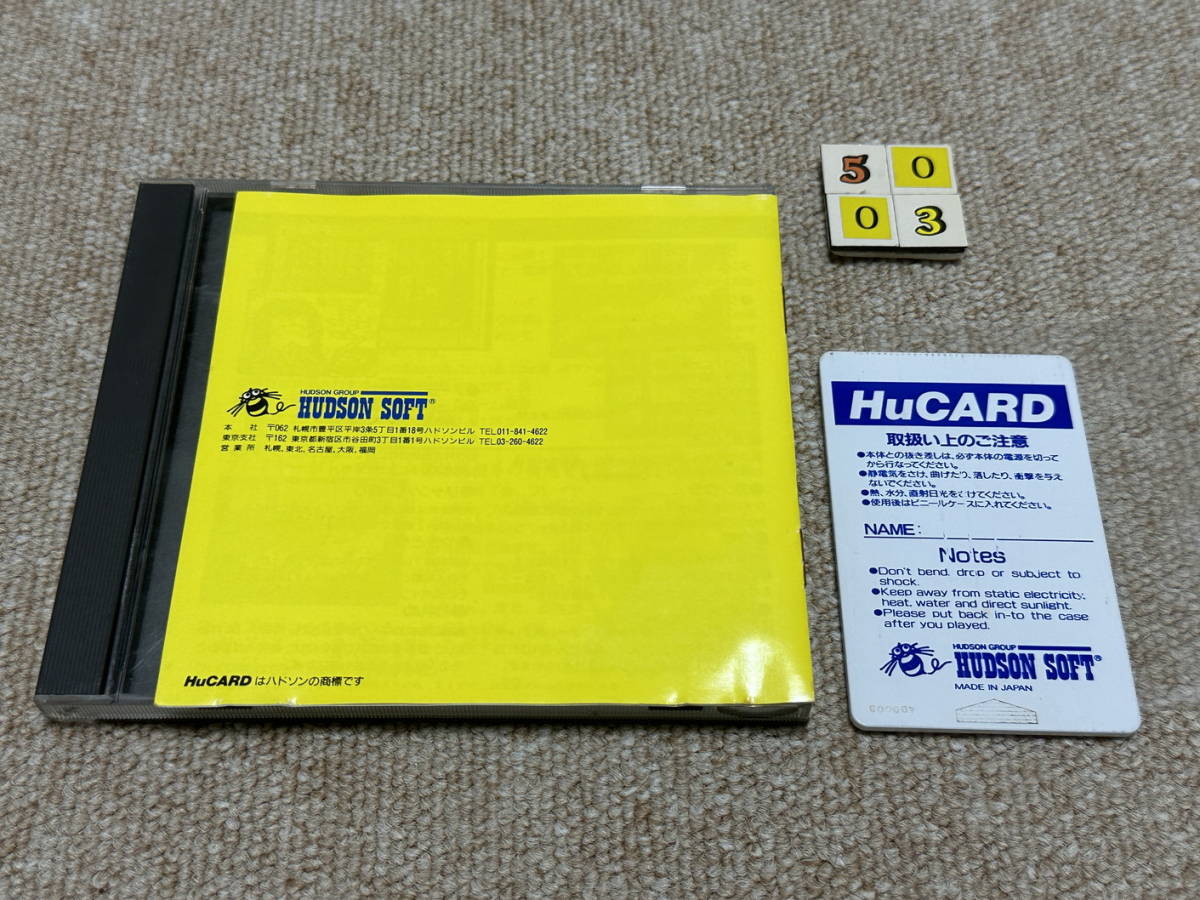 HUDSON GROUP
HUDSON SOFT®
本 社 〒062 札幌市豊平区平岸3条5丁目1番18号ハドソンビル TEL011-841-4622
東京支社 〒162 東京都新宿区市谷田町3丁目1番1号ハドソンビル TEL03-260-4622
営業所 札幌、東北、名古屋、大阪、福岡
HuCARD はハドソンの商標です
5 0
0 3
HuCARD
取扱い上のご注意
●本体との抜き差しは、必ず本体の電源を切って
から行なってください。
●静電気をさけ、曲げたり、落したり、衝撃を与え
ないでください。
●熱、水分、直射日光をさけてください。
●使用後はビニールケースに入れてください。
NAME:
Notes
●Don't bend. drop or subject to
shock.
●Keep away from static electricity,
heat, water and direct sunlight.
●Please put back in-to the case
after you played.
HUDSON GROUP
HUDSON SOFT®
MADE IN JAPAN